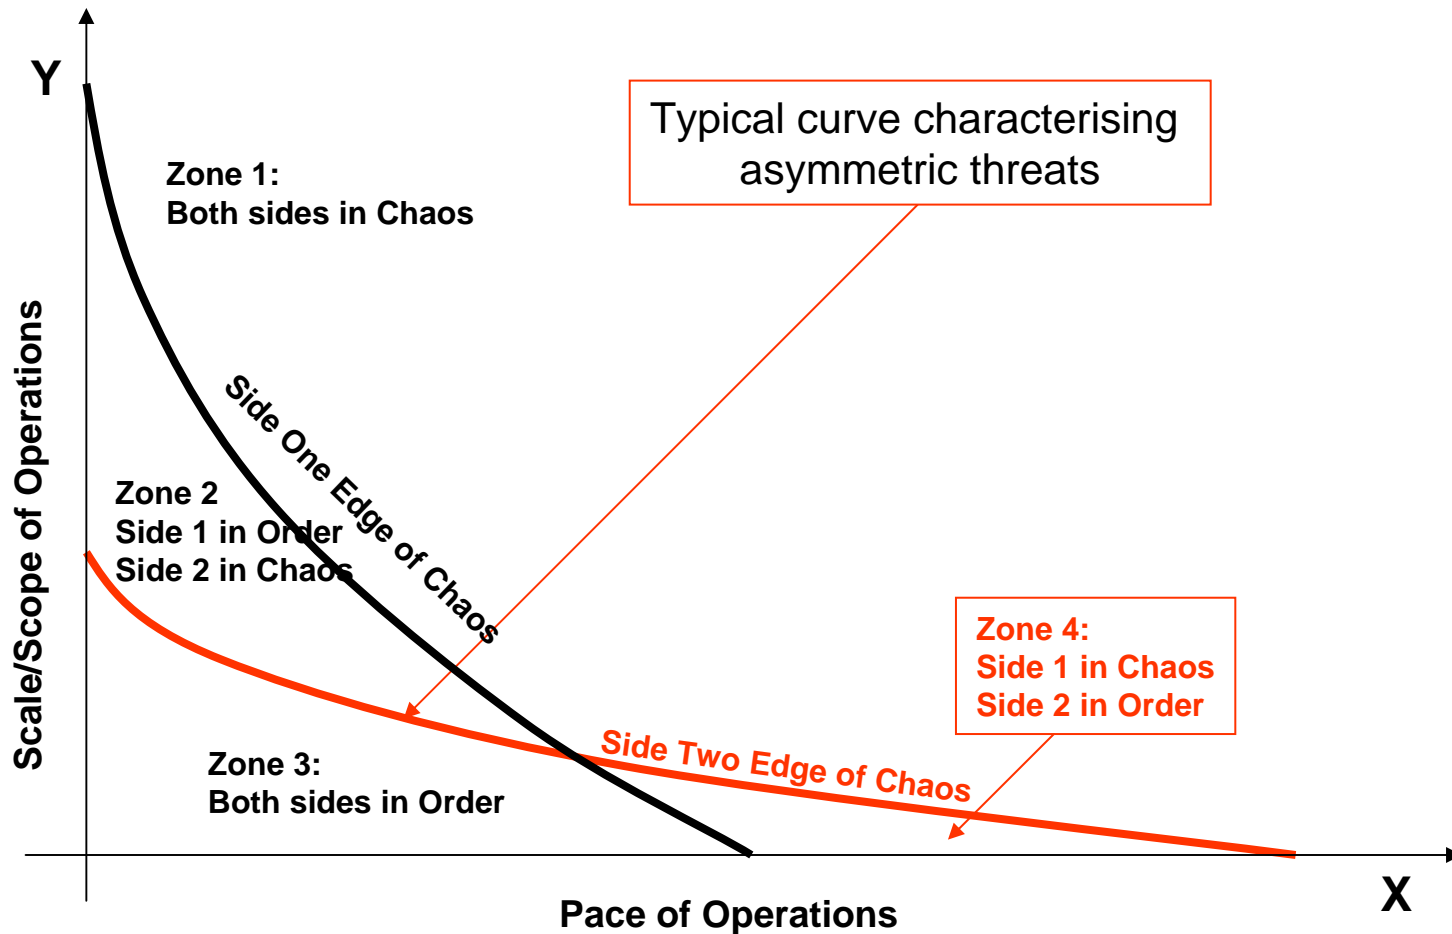 Y
Typical curve characterising
asymmetric threats
Zone 1:
Both sides in Chaos
Scale/Scope of Operations
Side One Edge of Chaos
Zone 2
Side 1 in Order
Side 2 in Chaos
Zone 4:
Side 1 in Chaos
Side 2 in Order
Side Two Edge of Chaos
Zone 3:
Both sides in Order
X
Pace of Operations